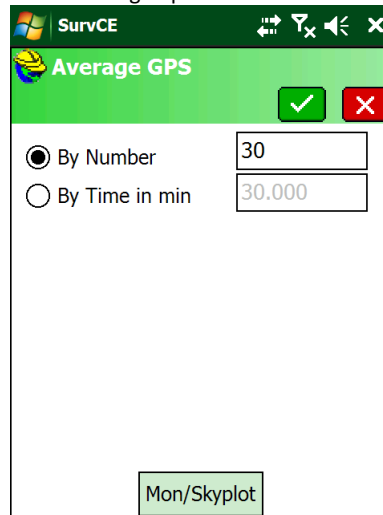 SurvCE
Average GPS
By Number 30
By Time in min 30.000
Mon/Skyplot